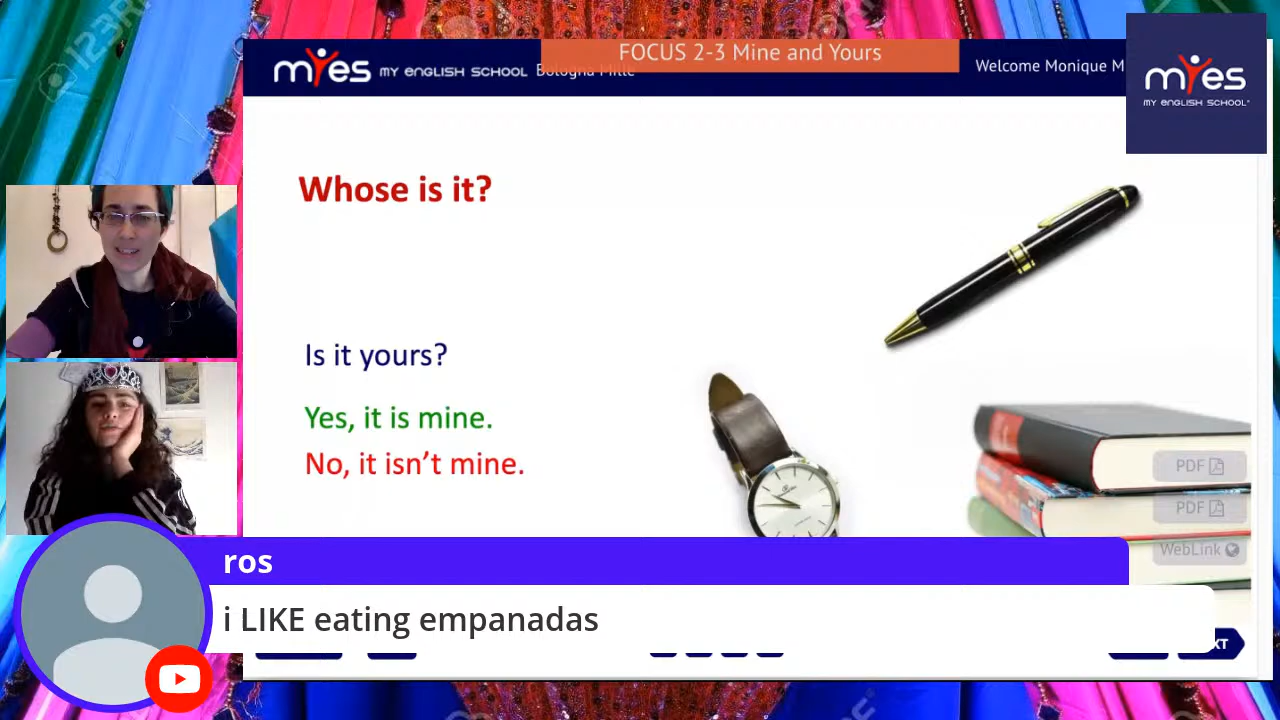 123RF
FOCUS 2-3 Mine and Yours
myes MY ENGLISH SCHOOL Bologna Mille
Welcome Monique M
myes
MY ENGLISH SCHOOL
Whose is it?
Is it yours?
Yes, it is mine.
No, it isn't mine.
PDF
PDF
WebLink
ros
i LIKE eating empanadas